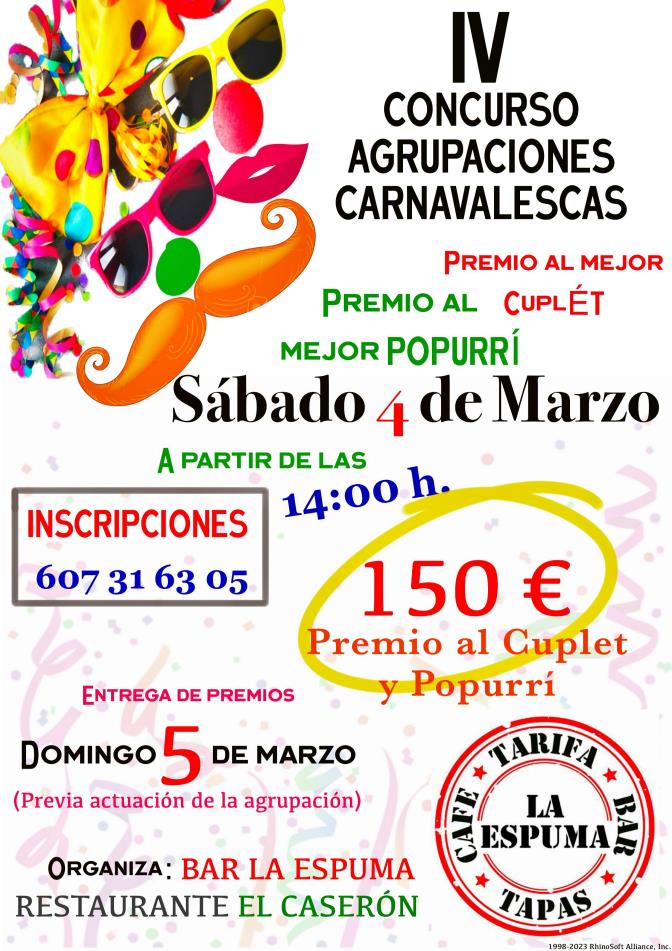 IV
CONCURSO
AGRUPACIONES
CARNAVALESCAS
PREMIO AL MEJOR
CUPLÉT
PREMIO AL
MEJOR POPURRÍ
Sábado 4 de Marzo
A PARTIR DE LAS
14:00 h.
INSCRIPCIONES
607 31 63 05
150 €
Premio al Cuplet
y Popurrí
ENTREGA DE PREMIOS
DOMINGO 5 DE MARZO
(Previa actuación de la agrupación)
TARIFA
CAFE
BAR
LA
ESPUMA
TAPAS
ORGANIZA: BAR LA ESPUMA
RESTAURANTE EL CASERÓN
1998-2023 RhinoSoft Alliance, Inc.